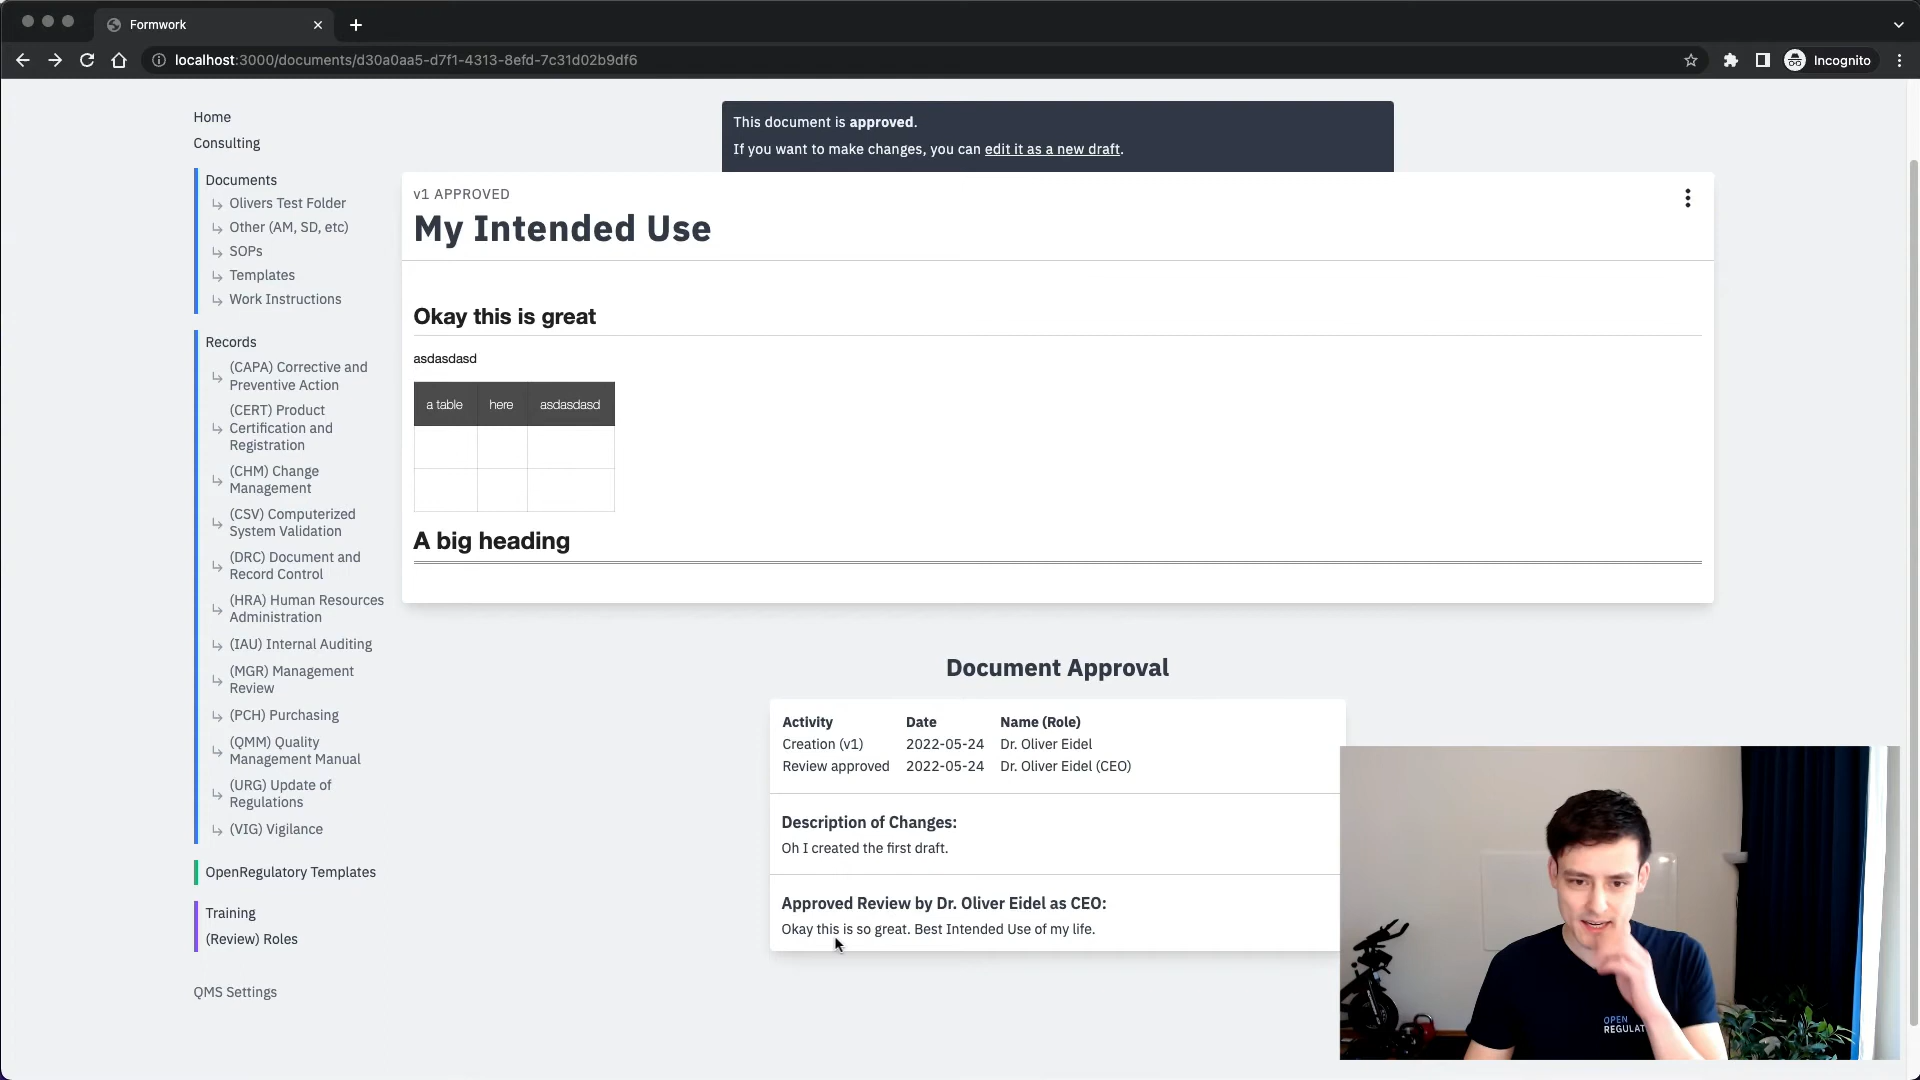 Formwork
localhost:3000/documents/d30a0aa5-d7f1-4313-8efd-7c31d02b9df6
Incognito
Home
Consulting
Documents
Olivers Test Folder
Other (AM, SD, etc)
SOPs
Templates
Work Instructions
Records
(CAPA) Corrective and
Preventive Action
(CERT) Product
Certification and
Registration
(CHM) Change
Management
(CSV) Computerized
System Validation
(DRC) Document and
Record Control
(HRA) Human Resources
Administration
(IAU) Internal Auditing
(MGR) Management
Review
(PCH) Purchasing
(QMM) Quality
Management Manual
(URG) Update of
Regulations
(VIG) Vigilance
OpenRegulatory Templates
Training
(Review) Roles
QMS Settings
This document is approved.
If you want to make changes, you can edit it as a new draft.
v1 APPROVED
My Intended Use
Okay this is great
asdasdasd
a table here asdasdasd
A big heading
Document Approval
Activity Date Name (Role)
Creation (v1) 2022-05-24 Dr. Oliver Eidel
Review approved 2022-05-24 Dr. Oliver Eidel (CEO)
Description of Changes:
Oh I created the first draft.
Approved Review by Dr. Oliver Eidel as CEO:
Okay this is so great. Best Intended Use of my life.
OPEN
REGULAT